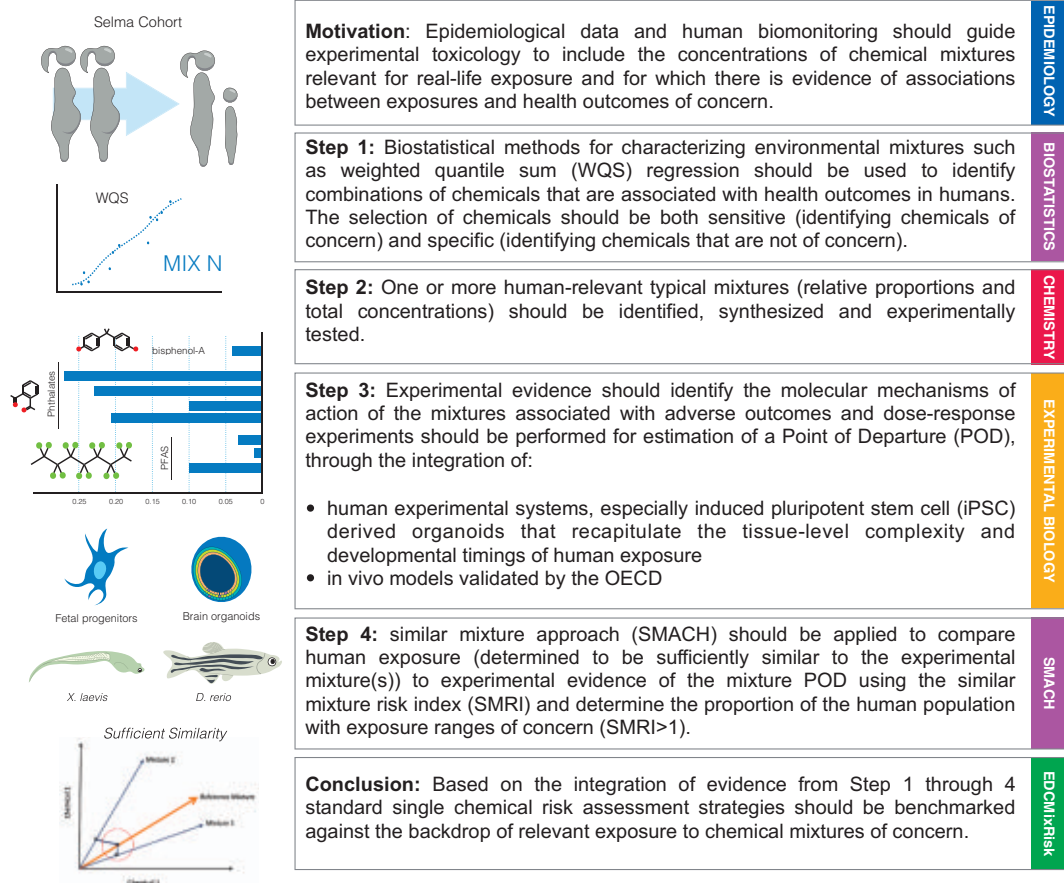 Selma Cohort
WQS
MIX N
bisphenol-A
Phthalates
PFAS
0.25 0.20 0.15 0.10 0.05 0
Fetal progenitors Brain organoids
X. laevis D. rerio
Sufficient Similarity
Mixture 2
Reference Mixture
Mixture 3
Motivation: Epidemiological data and human biomonitoring should guide
experimental toxicology to include the concentrations of chemical mixtures
relevant for real-life exposure and for which there is evidence of associations
between exposures and health outcomes of concern.
EPIDEMIOLOGY
Step 1: Biostatistical methods for characterizing environmental mixtures such
as weighted quantile sum (WQS) regression should be used to identify
combinations of chemicals that are associated with health outcomes in humans.
The selection of chemicals should be both sensitive (identifying chemicals of
concern) and specific (identifying chemicals that are not of concern).
BIOSTATISTICS
Step 2: One or more human-relevant typical mixtures (relative proportions and
total concentrations) should be identified, synthesized and experimentally
tested.
CHEMISTRY
Step 3: Experimental evidence should identify the molecular mechanisms of
action of the mixtures associated with adverse outcomes and dose-response
experiments should be performed for estimation of a Point of Departure (POD),
through the integration of:
• human experimental systems, especially induced pluripotent stem cell (iPSC)
derived organoids that recapitulate the tissue-level complexity and
developmental timings of human exposure
• in vivo models validated by the OECD
EXPERIMENTAL BIOLOGY
Step 4: similar mixture approach (SMACH) should be applied to compare
human exposure (determined to be sufficiently similar to the experimental
mixture(s)) to experimental evidence of the mixture POD using the similar
mixture risk index (SMRI) and determine the proportion of the human population
with exposure ranges of concern (SMRI>1).
SMACH
Conclusion: Based on the integration of evidence from Step 1 through 4
standard single chemical risk assessment strategies should be benchmarked
against the backdrop of relevant exposure to chemical mixtures of concern.
EDCMixRisk